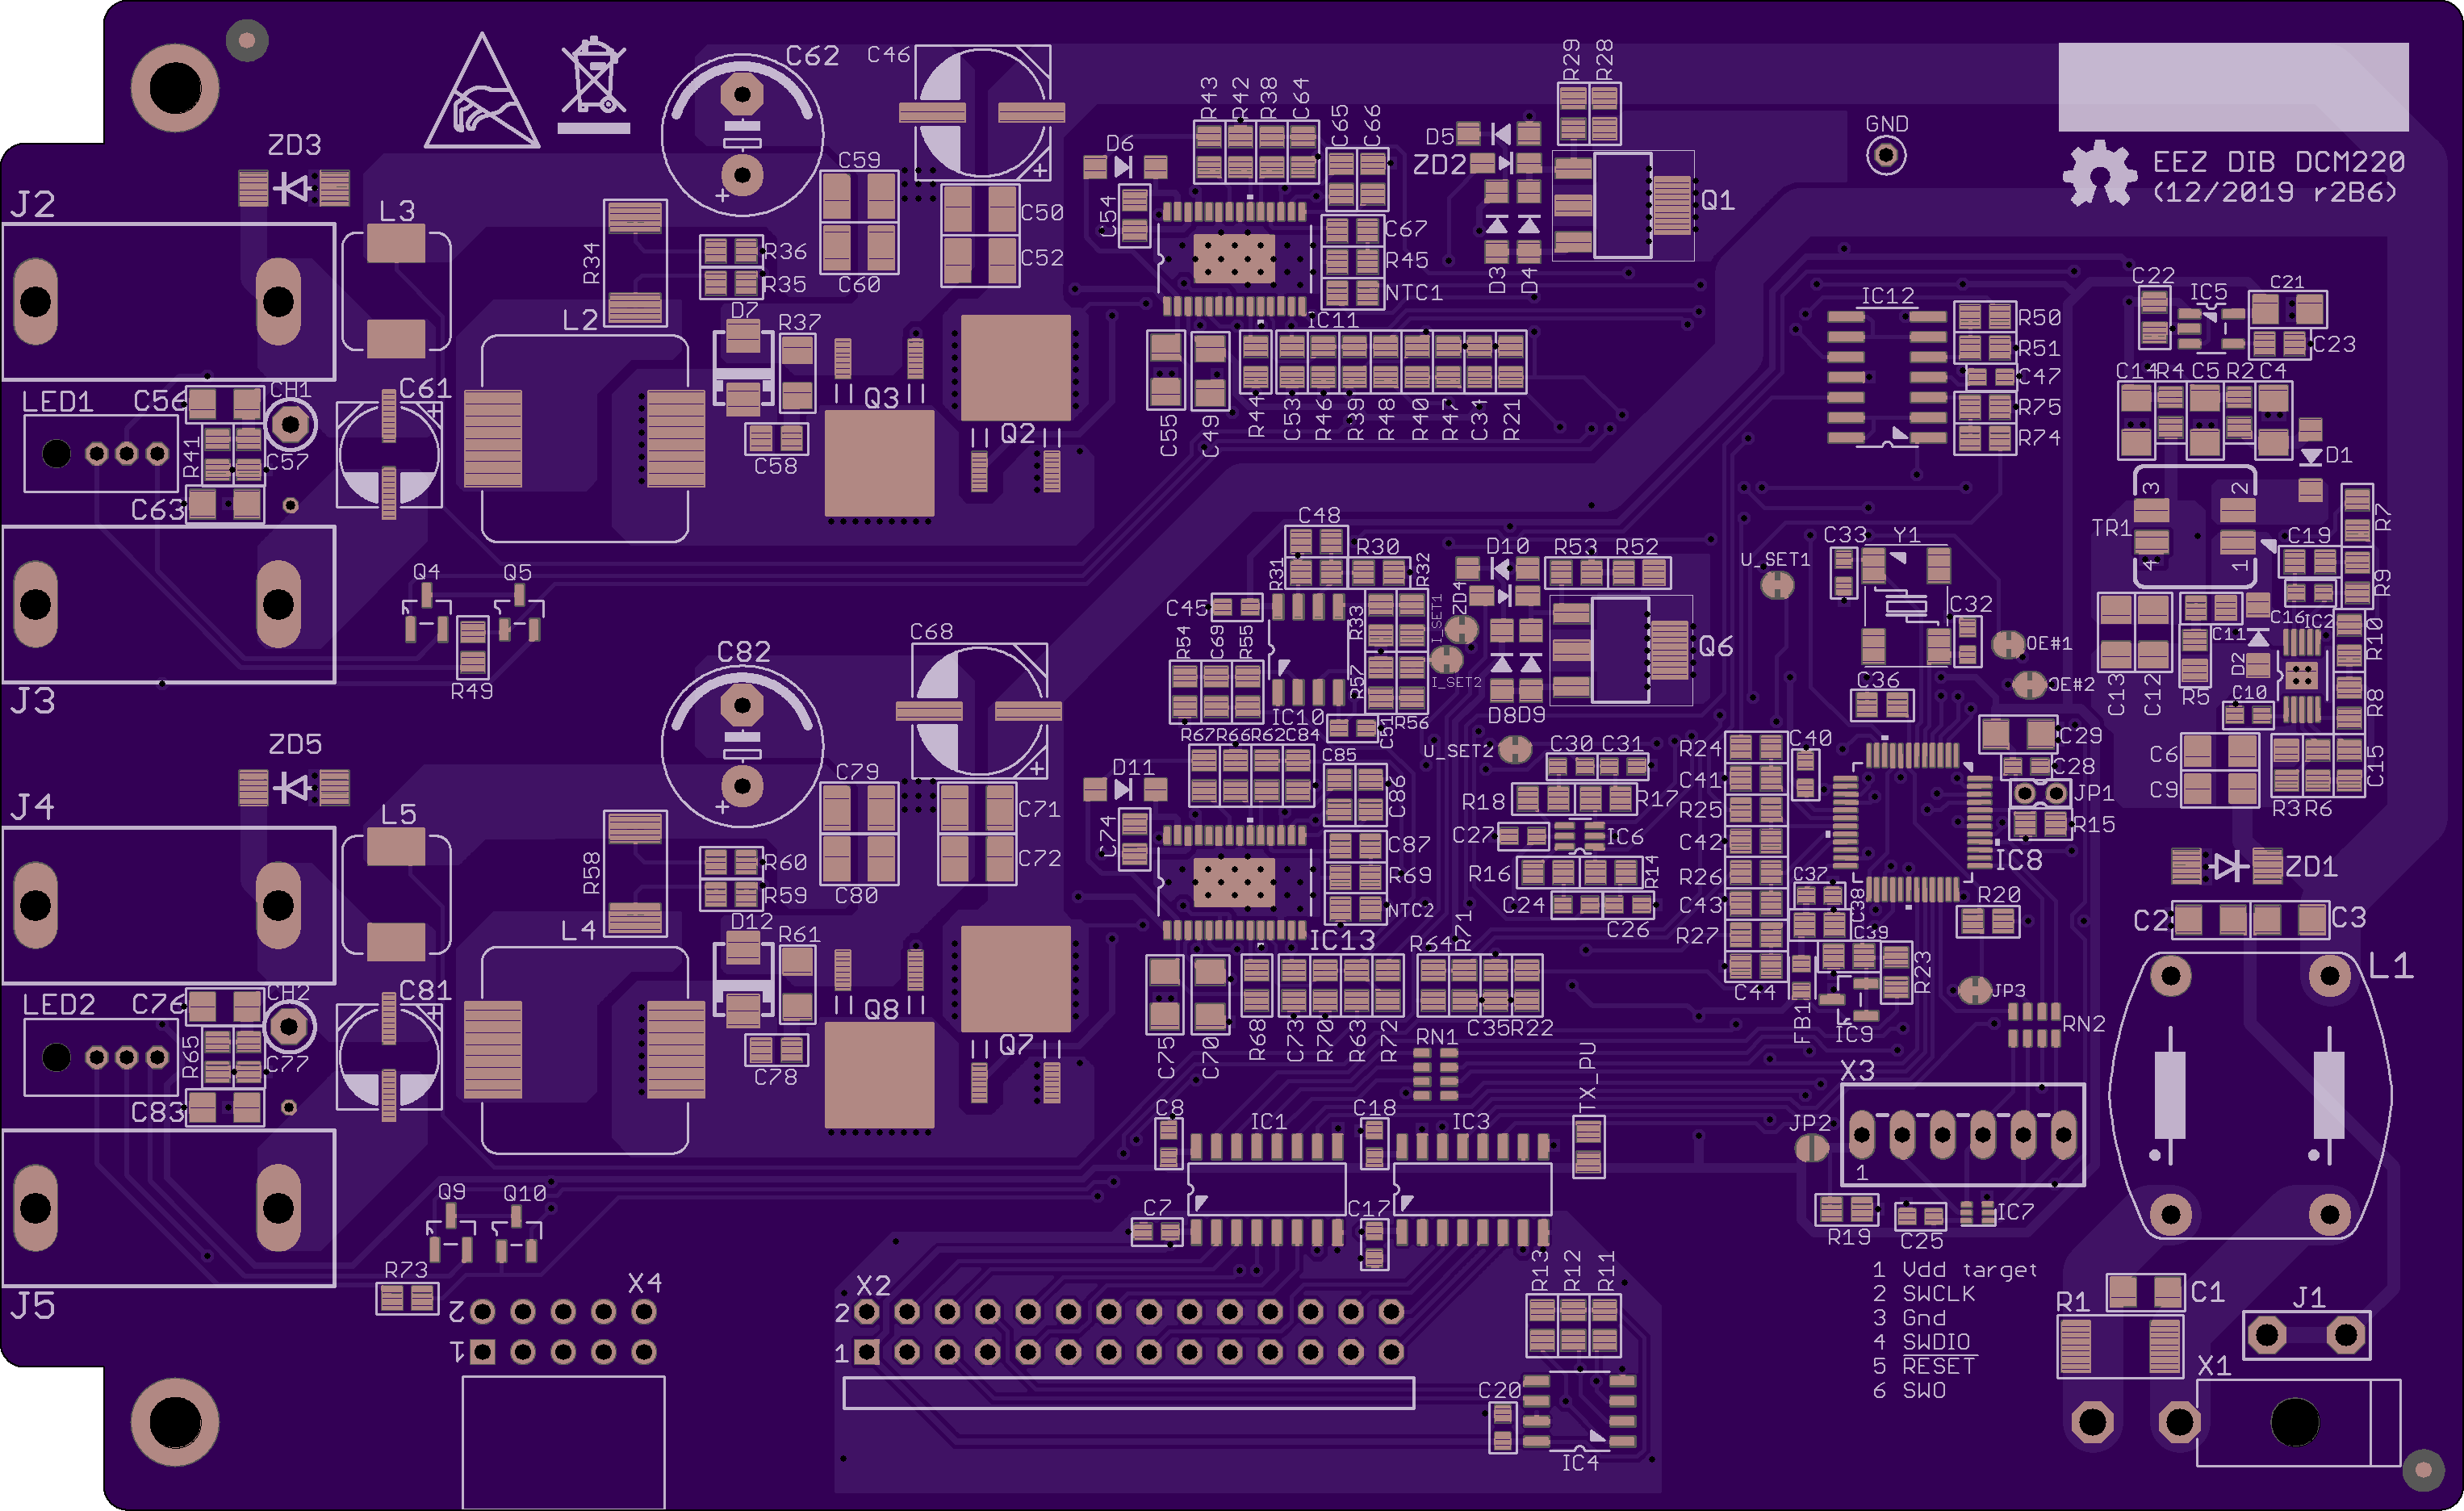 C62
C46
R29
R28
R43
R42
R38
C64
C65
C66
GND
EEZ DIB DCM220
(12/2019 r2B6)
ZD3
D6
D5
ZD2
C59
J2
L3
C54
C50
Q1
R34
R36
C67
C52
R45
R35
C60
NTC1
D3
D4
C22
IC5
C21
IC12
L2
D7
R37
IC11
R50
R51
C23
C47
C14
R4
C5
R2
C4
LED1
C56
CH1
C61
Q3
Q2
C55
C49
R44
C53
R46
R39
R48
R40
R47
C34
R21
R75
R74
R41
C57
C58
D1
C63
3
2
TR1
4
1
R7
C19
R9
C48
R31
R30
R32
D10
R53
R52
C33
Y1
U_SET1
Q4
Q5
C45
R33
I_SET1
ZD4
C32
C16
IC2
C11
R10
R54
C69
R55
R57
I_SET2
Q6
OE#1
OE#2
D2
R49
C82
C68
J3
IC10
C51
R56
D8
D9
C36
C13
C12
R5
C10
R8
ZD5
R67
R66
R62
C84
C85
U_SET2
C30
C31
R24
C40
C29
C6
C15
D11
C79
C86
C41
C28
J4
L5
C74
C71
R18
R17
R25
JP1
C9
R3
R6
C87
C27
IC6
C42
R15
R58
R60
C72
R69
R16
R14
R26
IC8
ZD1
R59
C80
NTC2
C24
C26
C37
C38
C43
R20
C2
C3
L4
D12
R61
IC13
R64
R71
R27
C39
R23
L1
LED2
C76
CH2
C81
Q8
Q7
C75
C70
R68
C73
R70
R63
R72
C35
R22
C44
FB1
IC9
JP3
RN2
R65
C77
C78
RN1
TX_PU
X3
C83
C8
IC1
C18
IC3
JP2
1
Q9
Q10
C7
C17
R19
C25
IC7
J5
R73
X4
X2
R13
R12
R11
1 Vdd target
2 SWCLK
3 Gnd
4 SWDIO
5 RESET
6 SWO
R1
C1
J1
2
1
2
1
X1
C20
IC4